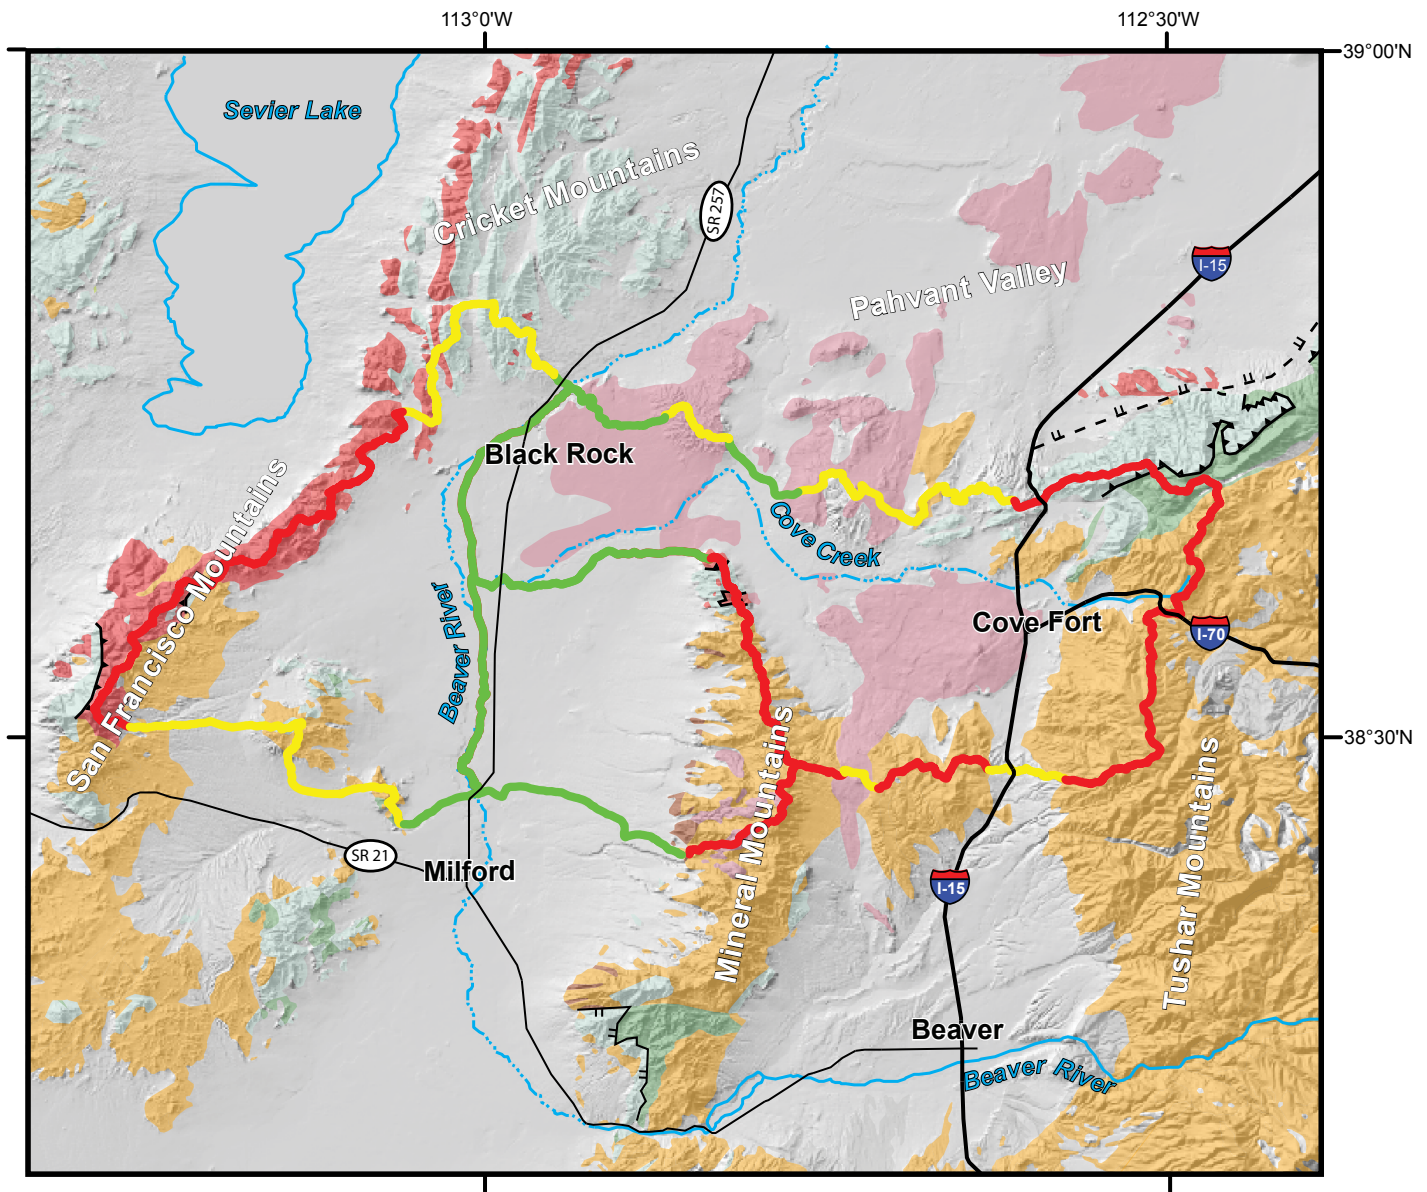 113°0'W
112°30'W
39°00'N
Sevier Lake
Cricket Mountains
SR 257
I-15
Pahvant Valley
Black Rock
San Francisco Mountains
Cove Creek
Beaver River
Cove Fort
I-70
38°30'N
Mineral Mountains
Tushar Mountains
SR 21
Milford
I-15
Beaver
Beaver River